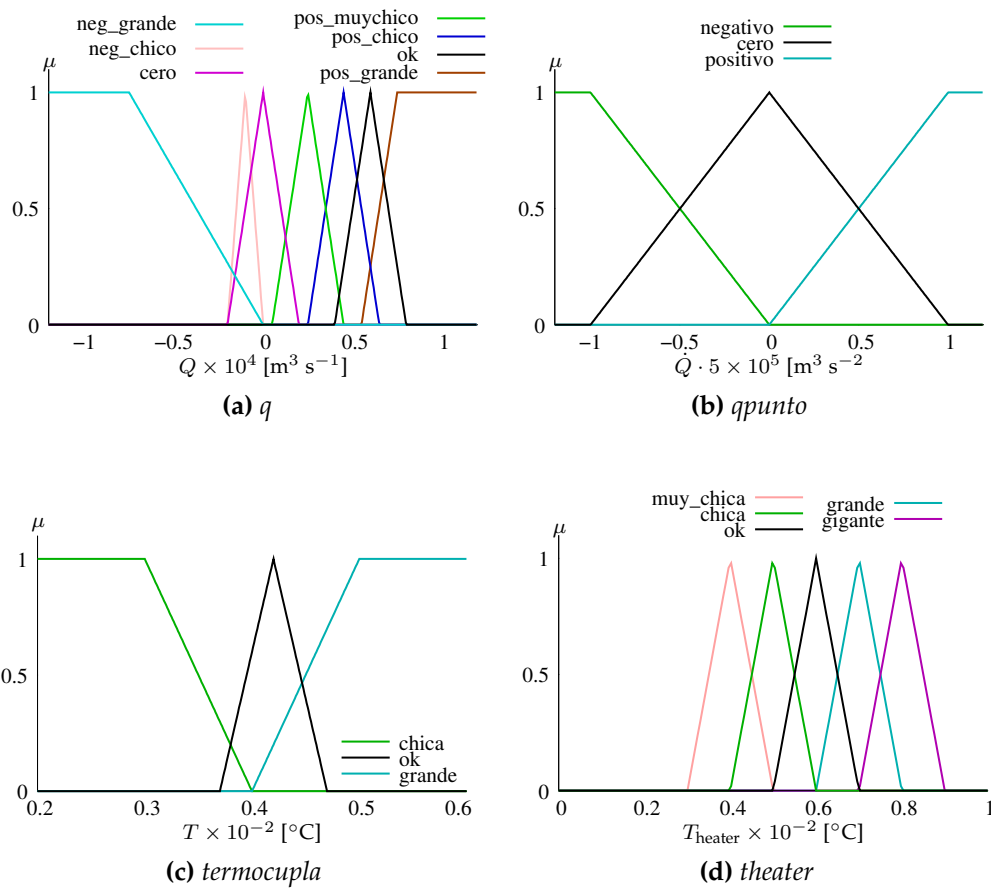 neg_grande
neg_chico
cero
pos_muychico
pos_chico
ok
pos_grande
μ
1
0.5
0
−1
−0.5
0
0.5
1
Q × 10⁴ [m³ s⁻¹]
(a) q
negativo
cero
positivo
μ
1
0.5
0
−1
−0.5
0
0.5
1
Q̇ · 5 × 10⁵ [m³ s⁻²
(b) qpunto
μ
1
0.5
0
chica
ok
grande
0.2
0.3
0.4
0.5
0.6
T × 10⁻² [°C]
(c) termocupla
muy_chica
chica
ok
grande
gigante
μ
1
0.5
0
0
0.2
0.4
0.6
0.8
1
T_heater × 10⁻² [°C]
(d) theater